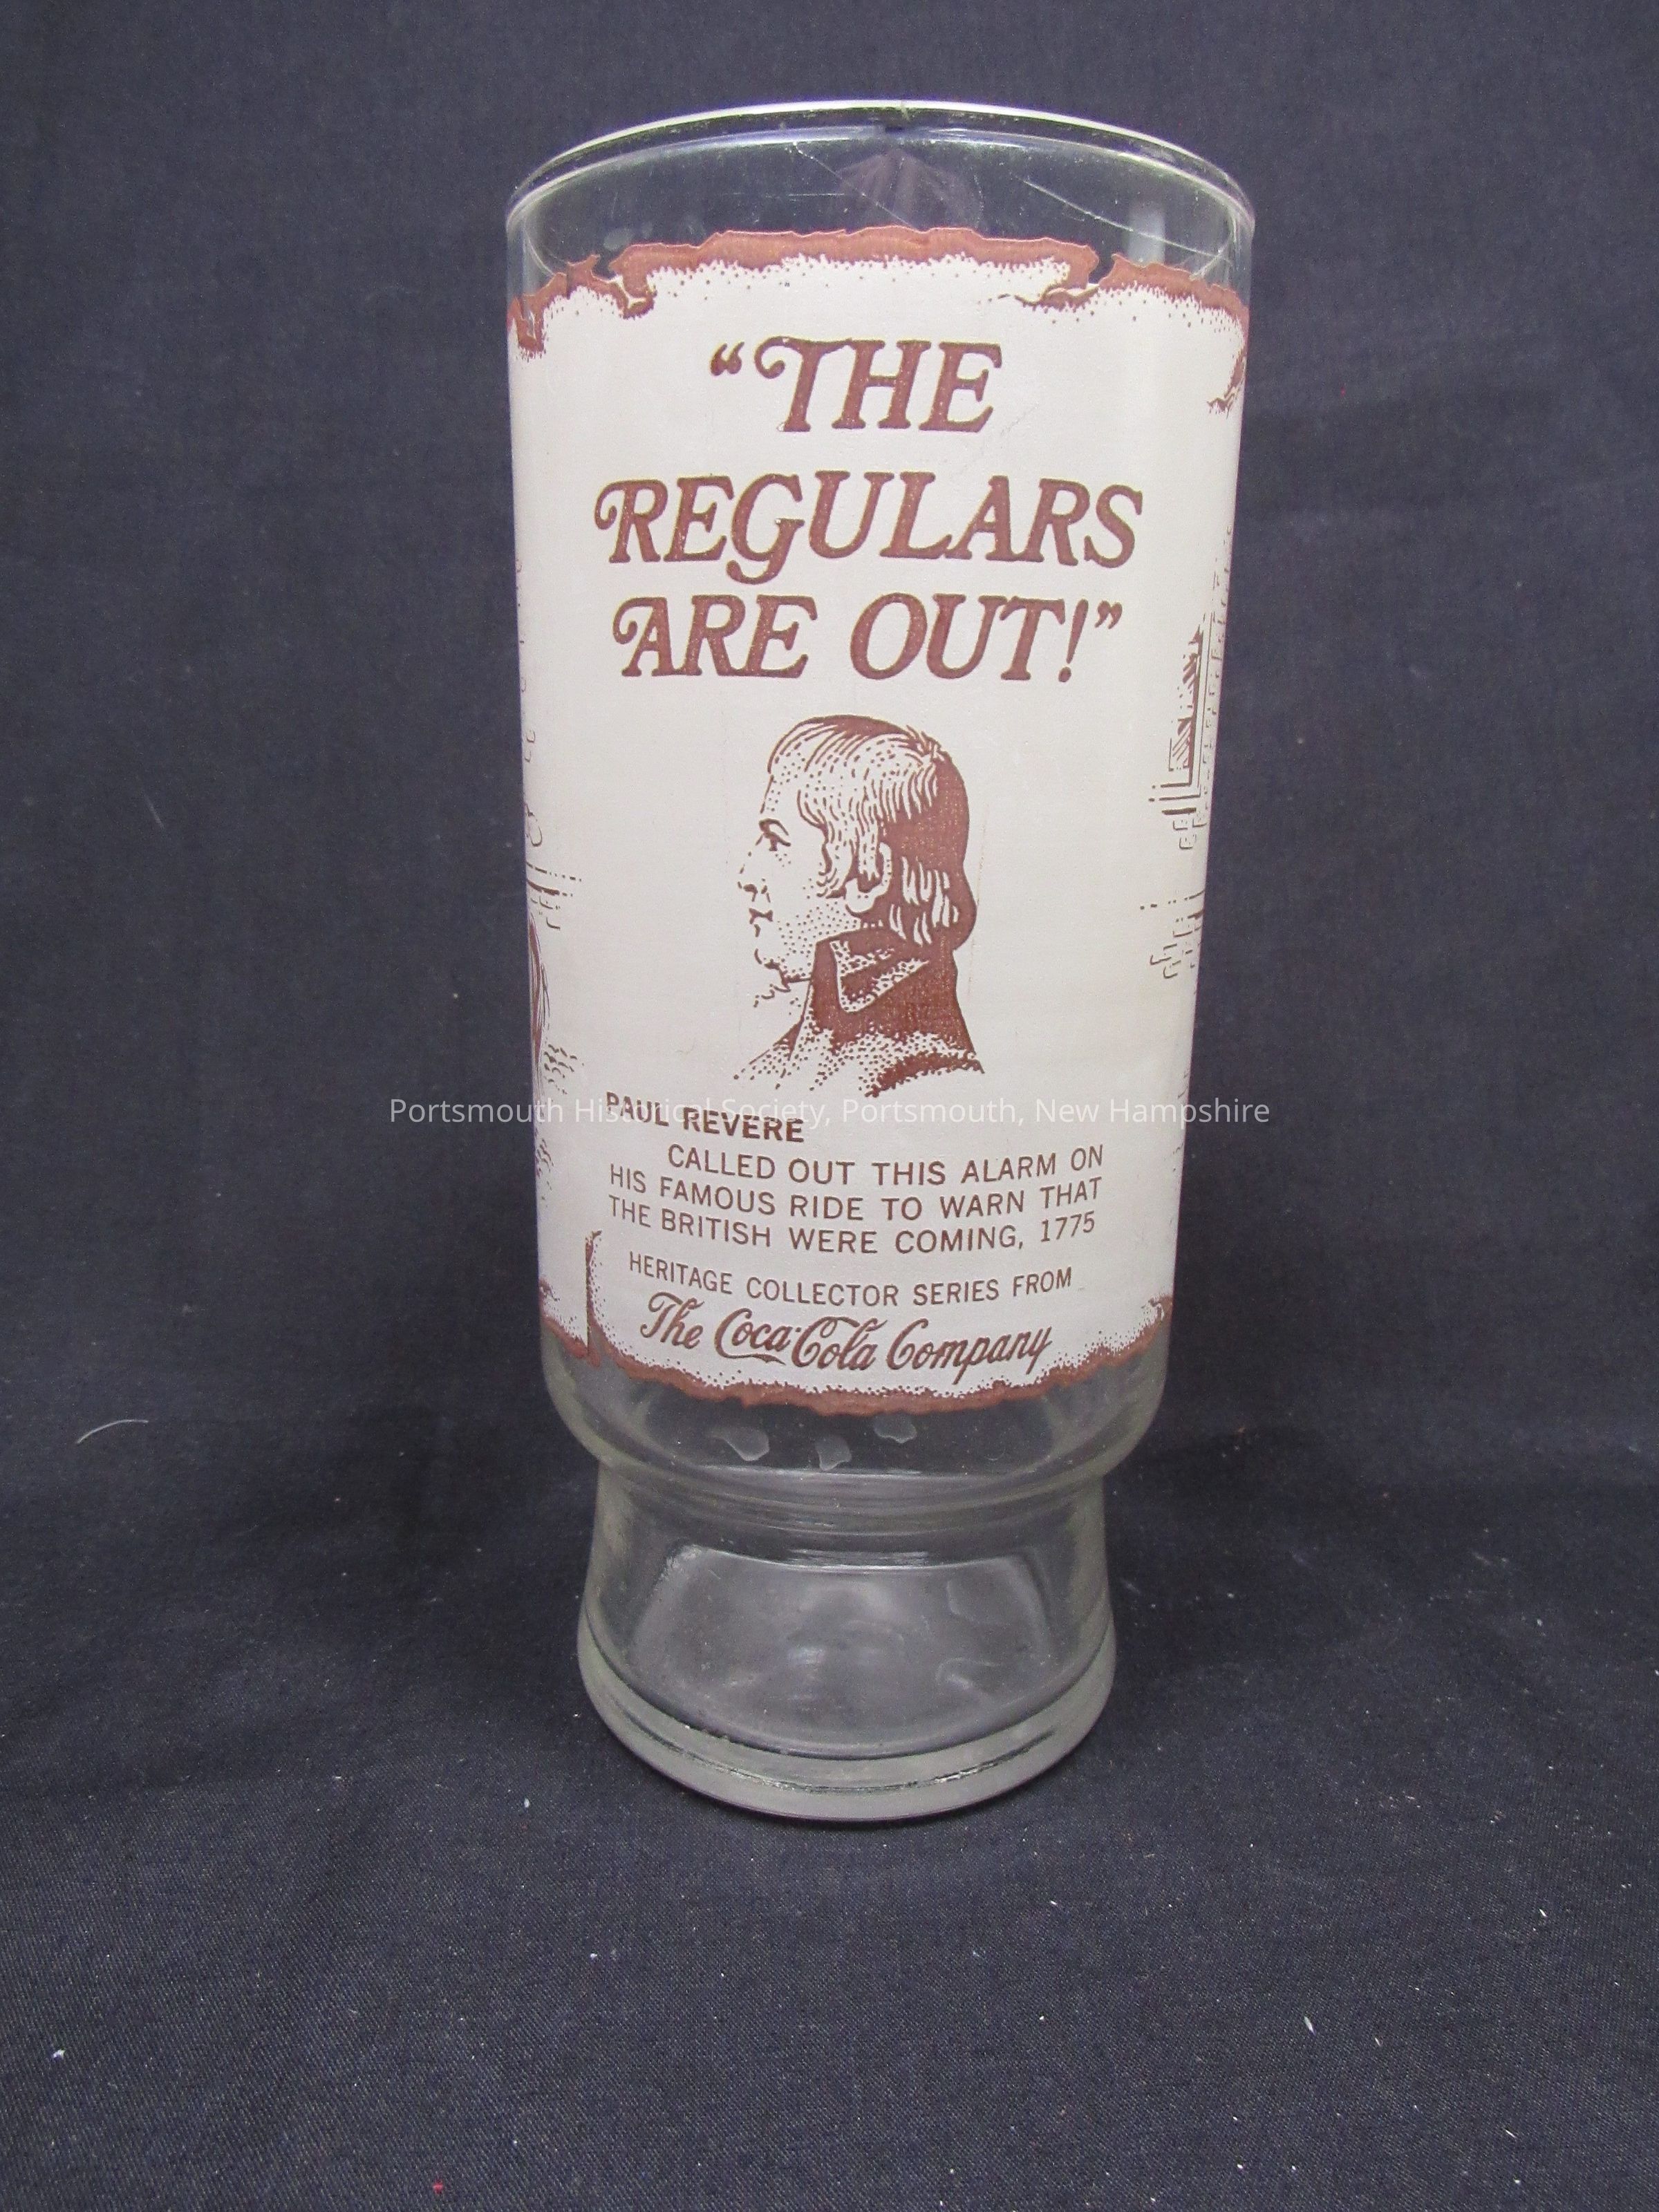 “THE
REGULARS
ARE OUT!”
PAUL REVERE
CALLED OUT THIS ALARM ON
HIS FAMOUS RIDE TO WARN THAT
THE BRITISH WERE COMING, 1775
HERITAGE COLLECTOR SERIES FROM
The Coca-Cola Company
Portsmouth Historical Society, Portsmouth, New Hampshire